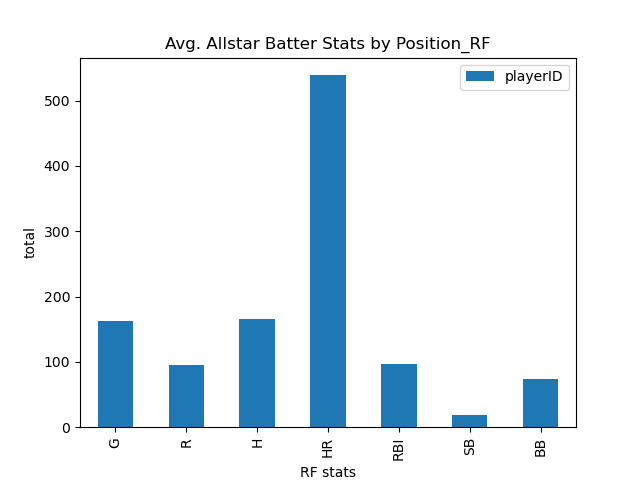 Avg. Allstar Batter Stats by Position_RF
playerID
total
500
400
300
200
100
0
G
R
H
HR
RBI
SB
BB
RF stats